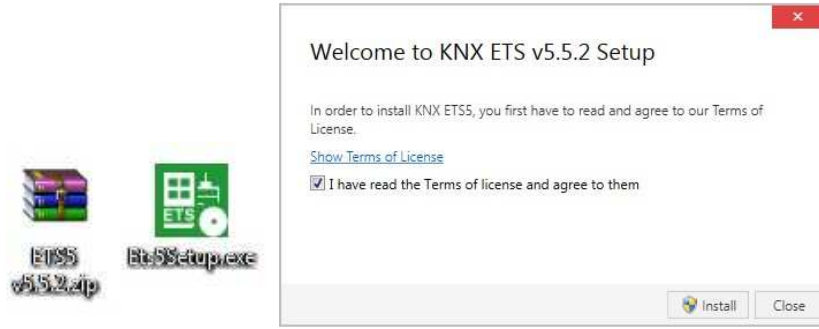 Welcome to KNX ETS v5.5.2 Setup
In order to install KNX ETS5, you first have to read and agree to our Terms of
License.
Show Terms of License
I have read the Terms of license and agree to them
ETS
ETS5
v5.5.2.zip
Ets5Setup.exe
Install
Close